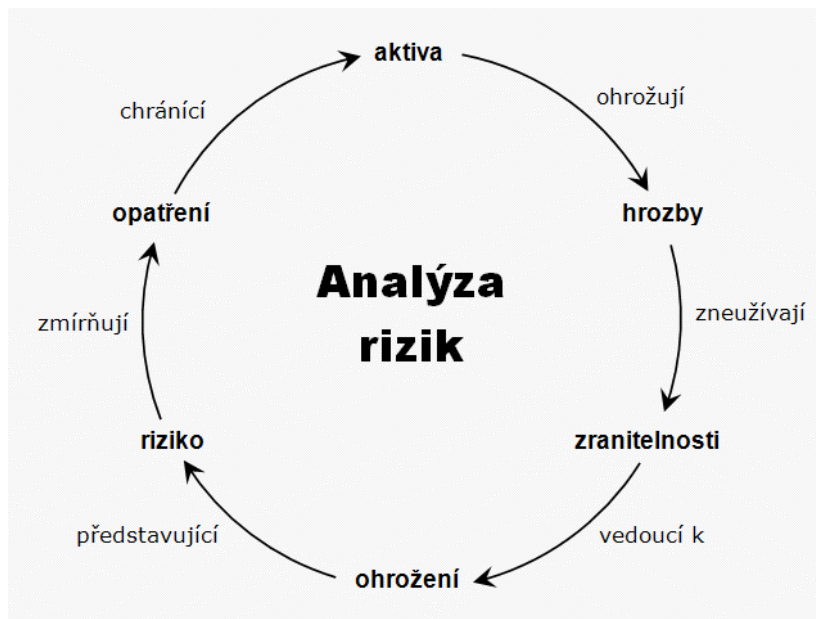 aktiva
ohrožují
hrozby
zneužívají
zranitelnosti
vedoucí k
ohrožení
představující
riziko
zmírňují
opatření
chránící
Analýza
rizik